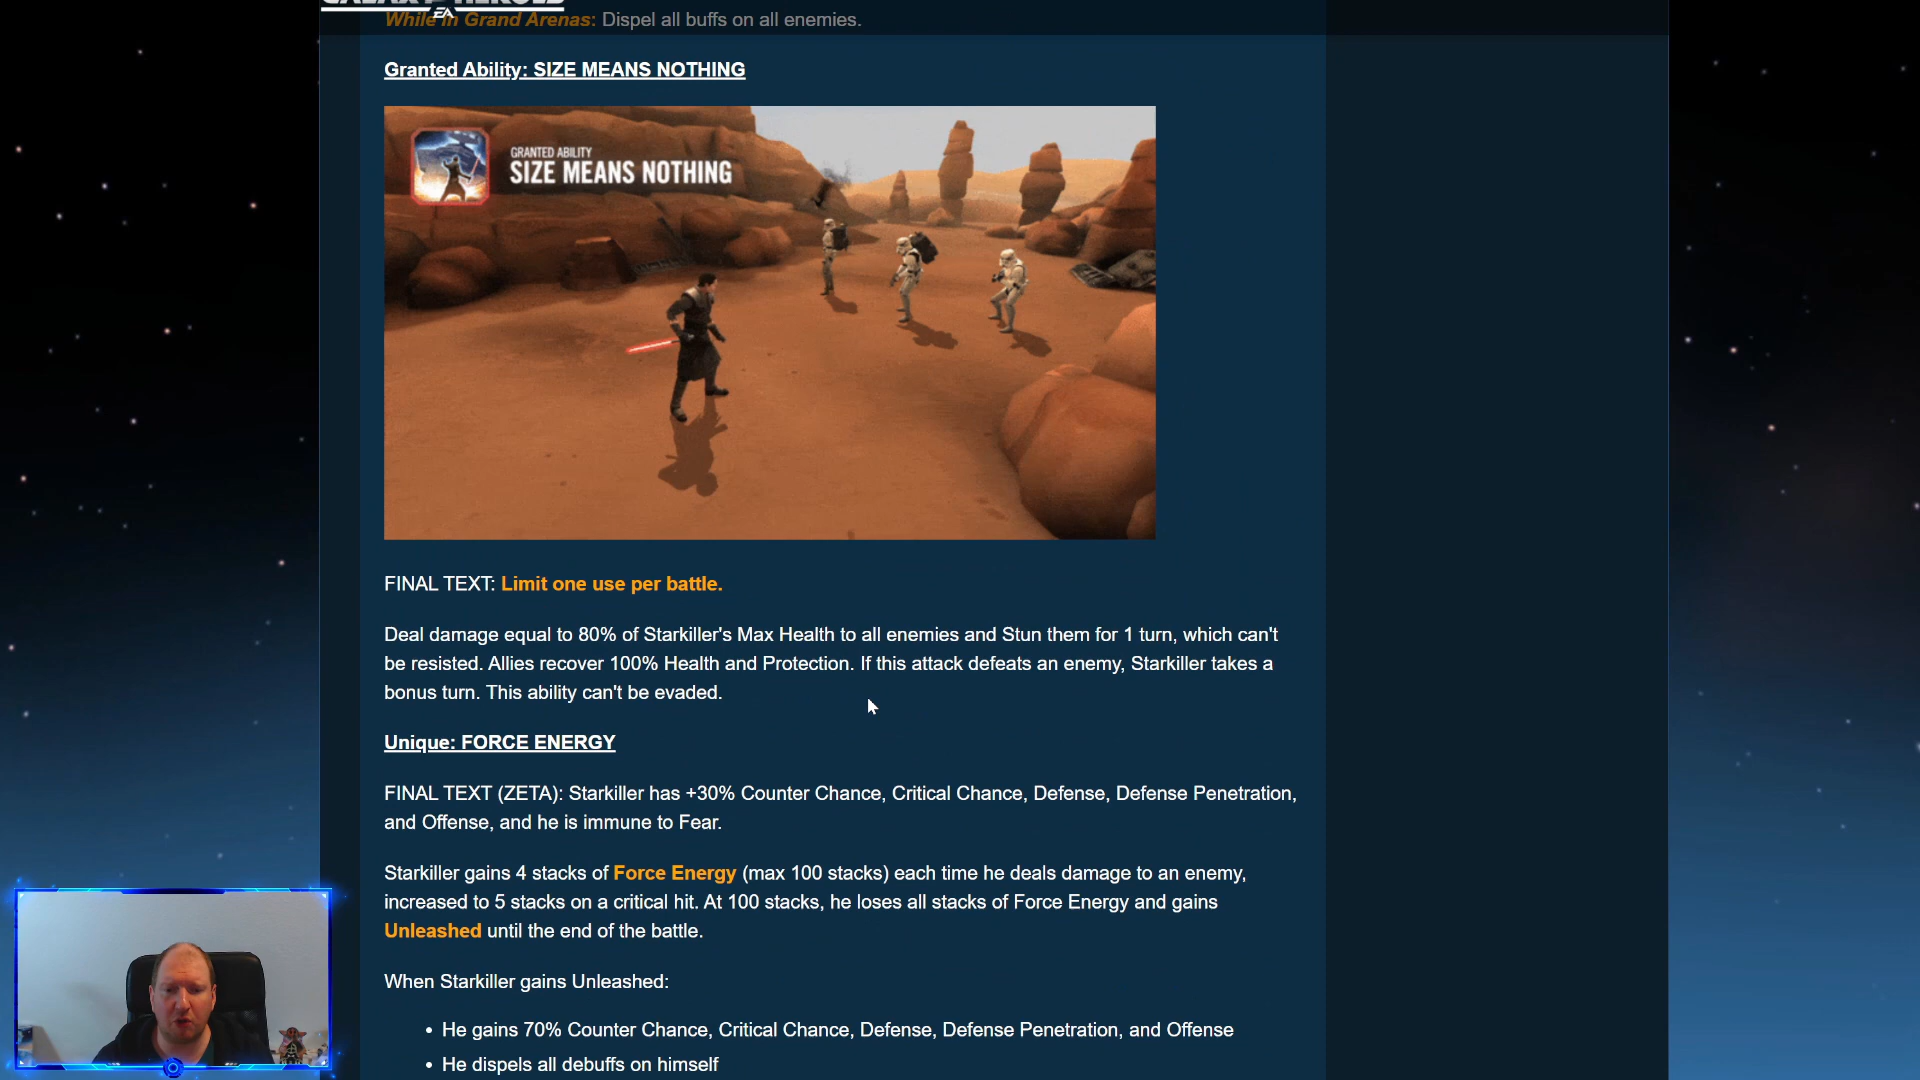 While in Grand Arenas: Dispel all buffs on all enemies.
EA
Granted Ability: SIZE MEANS NOTHING
GRANTED ABILITY
SIZE MEANS NOTHING
FINAL TEXT: Limit one use per battle.
Deal damage equal to 80% of Starkiller's Max Health to all enemies and Stun them for 1 turn, which can't
be resisted. Allies recover 100% Health and Protection. If this attack defeats an enemy, Starkiller takes a
bonus turn. This ability can't be evaded.
Unique: FORCE ENERGY
FINAL TEXT (ZETA): Starkiller has +30% Counter Chance, Critical Chance, Defense, Defense Penetration,
and Offense, and he is immune to Fear.
Starkiller gains 4 stacks of Force Energy (max 100 stacks) each time he deals damage to an enemy,
increased to 5 stacks on a critical hit. At 100 stacks, he loses all stacks of Force Energy and gains
Unleashed until the end of the battle.
When Starkiller gains Unleashed:
• He gains 70% Counter Chance, Critical Chance, Defense, Defense Penetration, and Offense
• He dispels all debuffs on himself